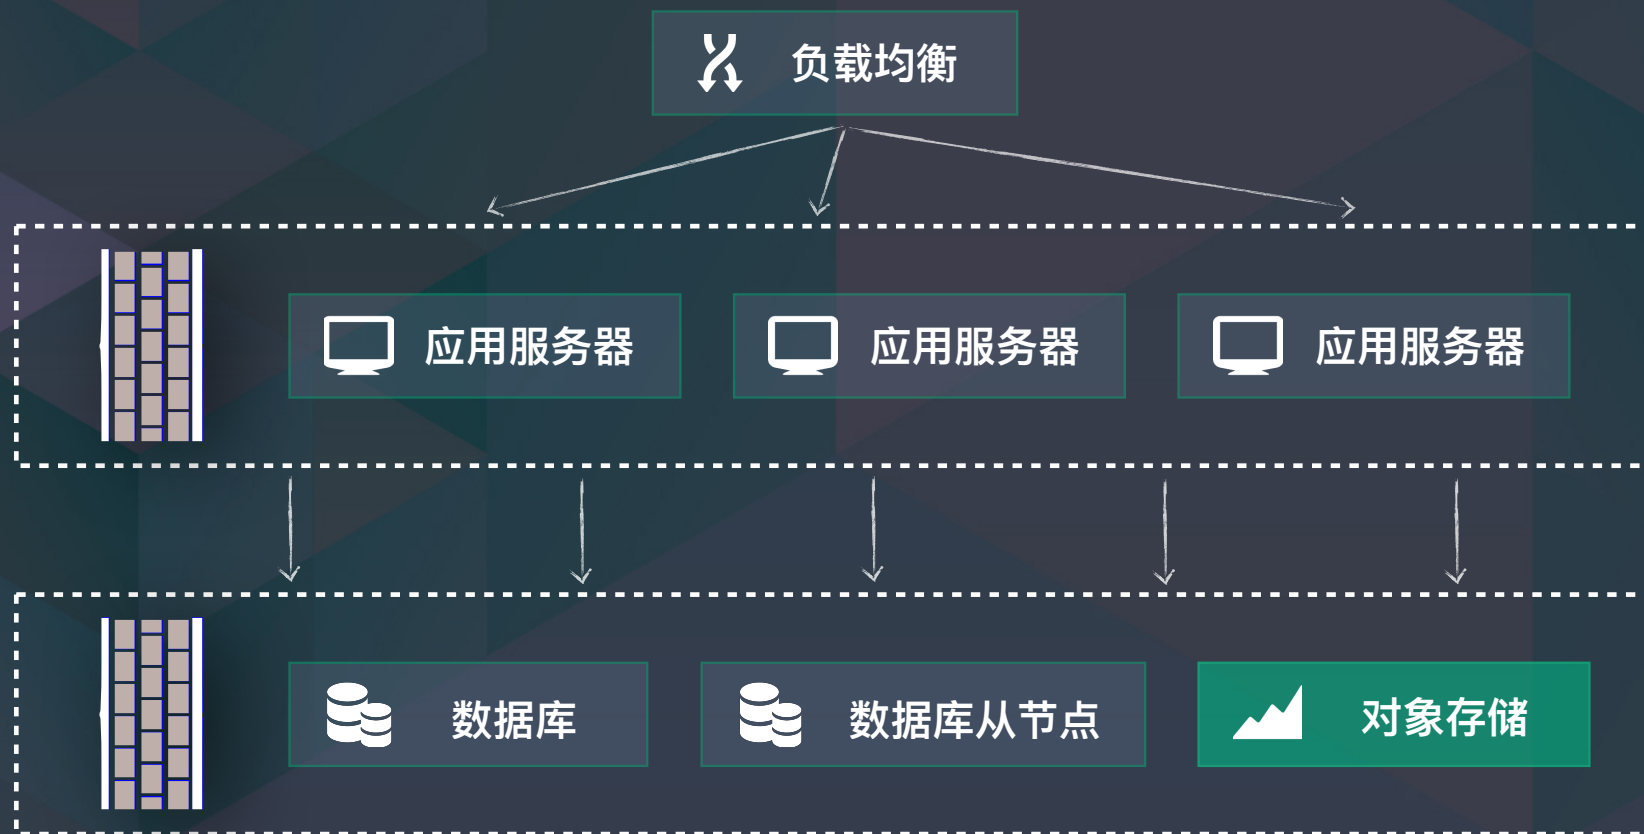 负载均衡
应用服务器
应用服务器
应用服务器
数据库
数据库从节点
对象存储